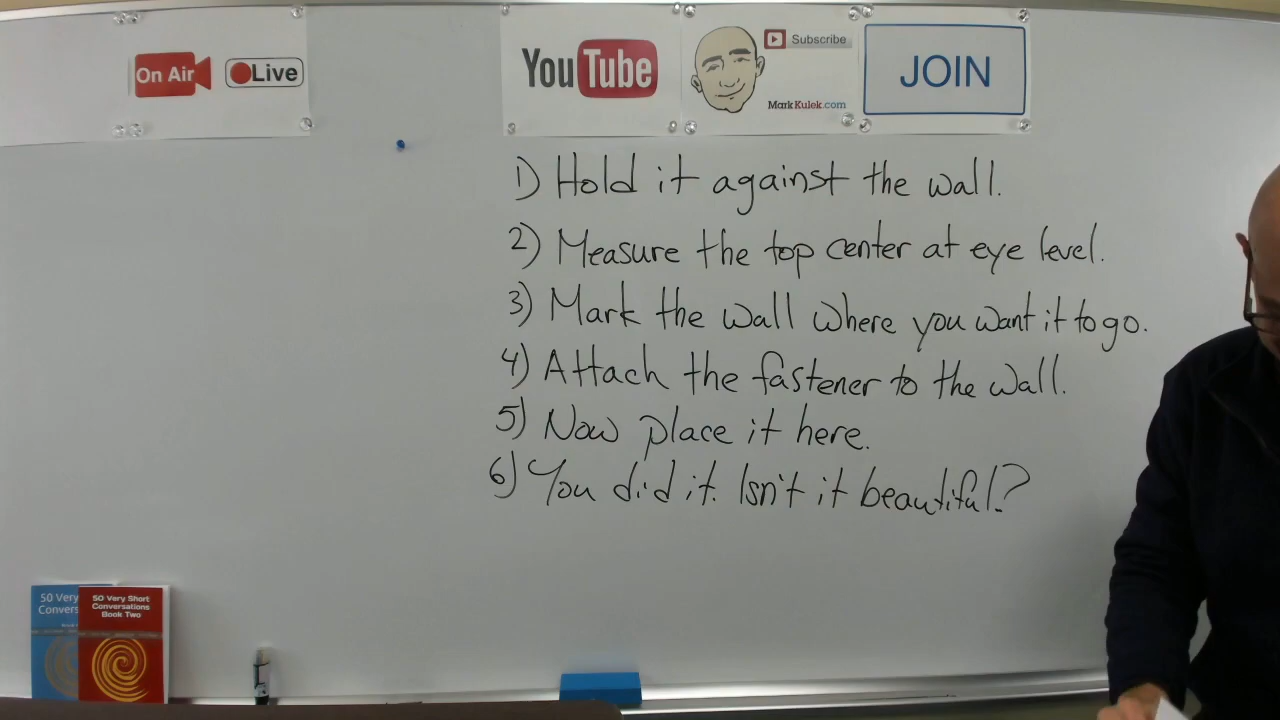 On Air
Live
YouTube
Subscribe
MarkKulek.com
JOIN
1) Hold it against the wall.
2) Measure the top center at eye level.
3) Mark the wall where you want it to go.
4) Attach the fastener to the wall.
5) Now place it here.
6) You did it. Isn't it beautiful?
50 Very
Convers
50 Very Short
Conversations
Book Two